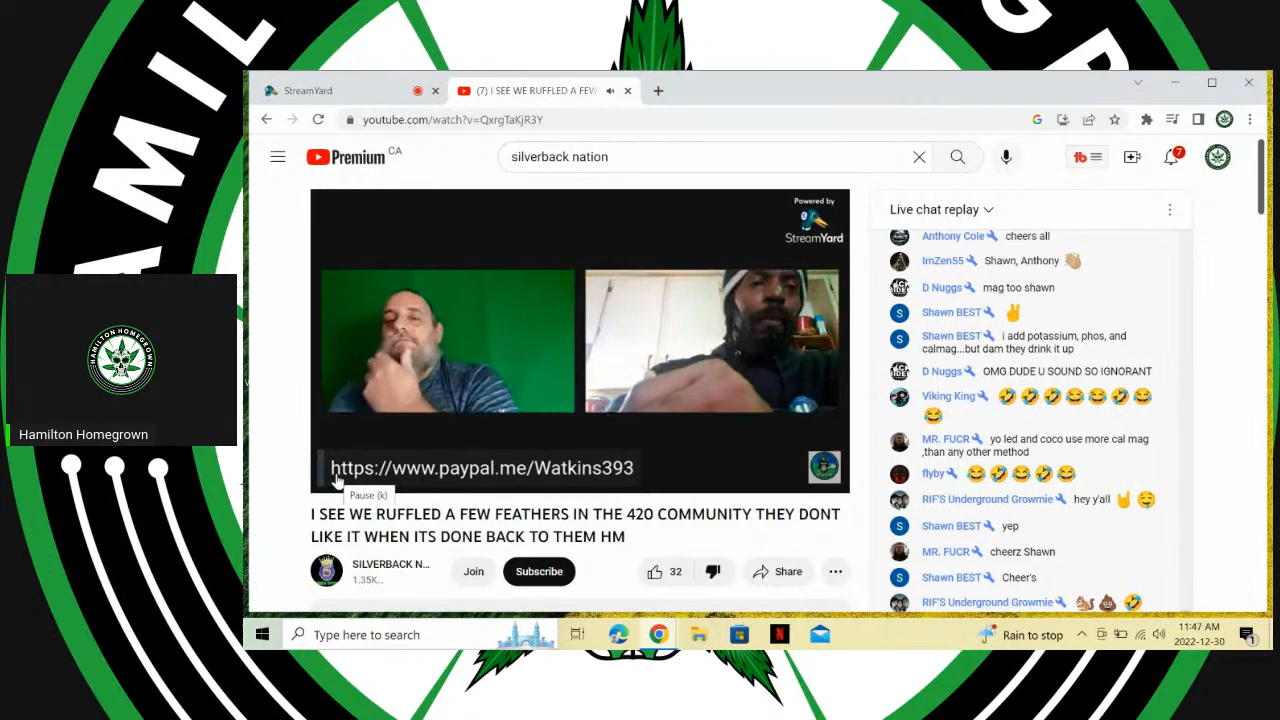 AMIL
GR
StreamYard
(7) I SEE WE RUFFLED A FEW
youtube.com/watch?v=QxrgTaKjR3Y
Premium CA
silverback nation
7
Powered by
StreamYard
https://www.paypal.me/Watkins393
Pause (k)
I SEE WE RUFFLED A FEW FEATHERS IN THE 420 COMMUNITY THEY DONT
LIKE IT WHEN ITS DONE BACK TO THEM HM
SILVERBACK N...
1.35K...
Join
Subscribe
32
Share
Live chat replay
Anthony Cole cheers all
ImZen55 Shawn, Anthony 👋🏼
D Nuggs mag too shawn
S Shawn BEST ✌️
S Shawn BEST i add potassium, phos, and
calmag...but dam they drink it up
D Nuggs OMG DUDE U SOUND SO IGNORANT
Viking King 🤣🤣🤣😂😂🤣😂
😂
MR. FUCR yo led and coco use more cal mag
,than any other method
flyby 😂😂🤣😂🤣
RIF'S Underground Growmie hey y'all 🤘🤤
S Shawn BEST yep
MR. FUCR cheerz Shawn
S Shawn BEST Cheer's
RIF'S Underground Growmie 🐿️💩🤣
HAMILTON HOMEGROWN
Hamilton Homegrown
Type here to search
N
Rain to stop
11:47 AM
2022-12-30
1